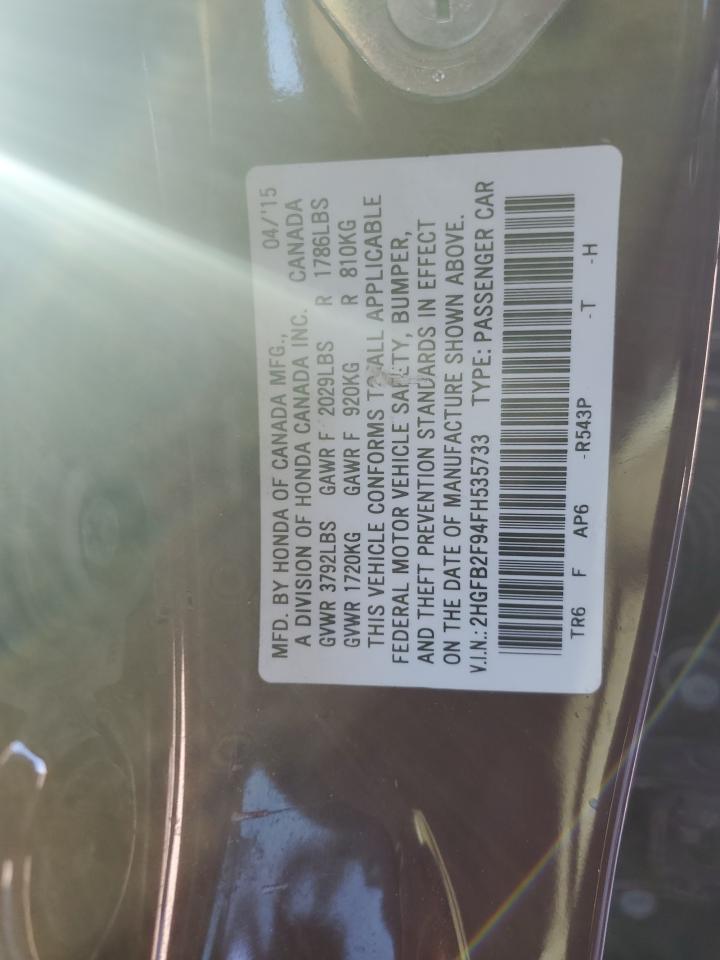 MFD. BY HONDA OF CANADA MFG., 04/'15
A DIVISION OF HONDA CANADA INC. CANADA
GVWR 3792LBS GAWR F 2029LBS R 1786LBS
GVWR 1720KG GAWR F 920KG R 810KG
THIS VEHICLE CONFORMS TO ALL APPLICABLE
FEDERAL MOTOR VEHICLE SAFETY, BUMPER,
AND THEFT PREVENTION STANDARDS IN EFFECT
ON THE DATE OF MANUFACTURE SHOWN ABOVE.
V.I.N.: 2HGFB2F94FH535733 TYPE: PASSENGER CAR
TR6 F AP6 -R543P -T -H